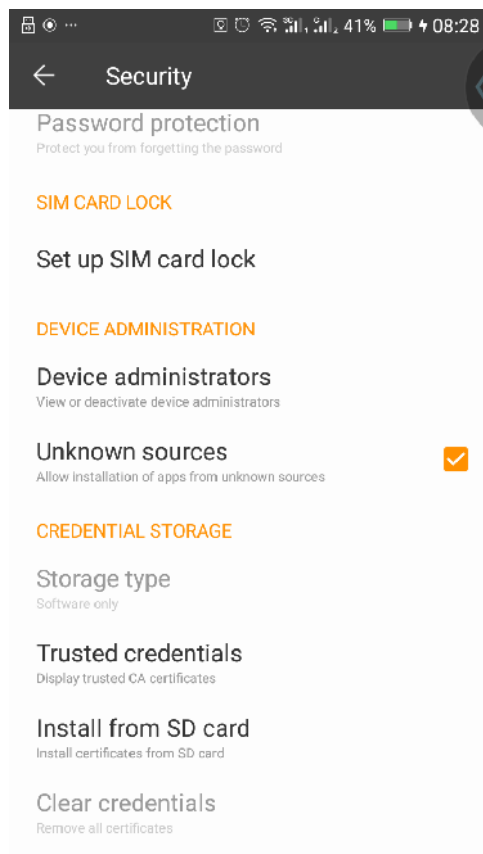 41% 08:28
Security
Password protection
Protect you from forgetting the password
SIM CARD LOCK
Set up SIM card lock
DEVICE ADMINISTRATION
Device administrators
View or deactivate device administrators
Unknown sources
Allow installation of apps from unknown sources
CREDENTIAL STORAGE
Storage type
Software only
Trusted credentials
Display trusted CA certificates
Install from SD card
Install certificates from SD card
Clear credentials
Remove all certificates